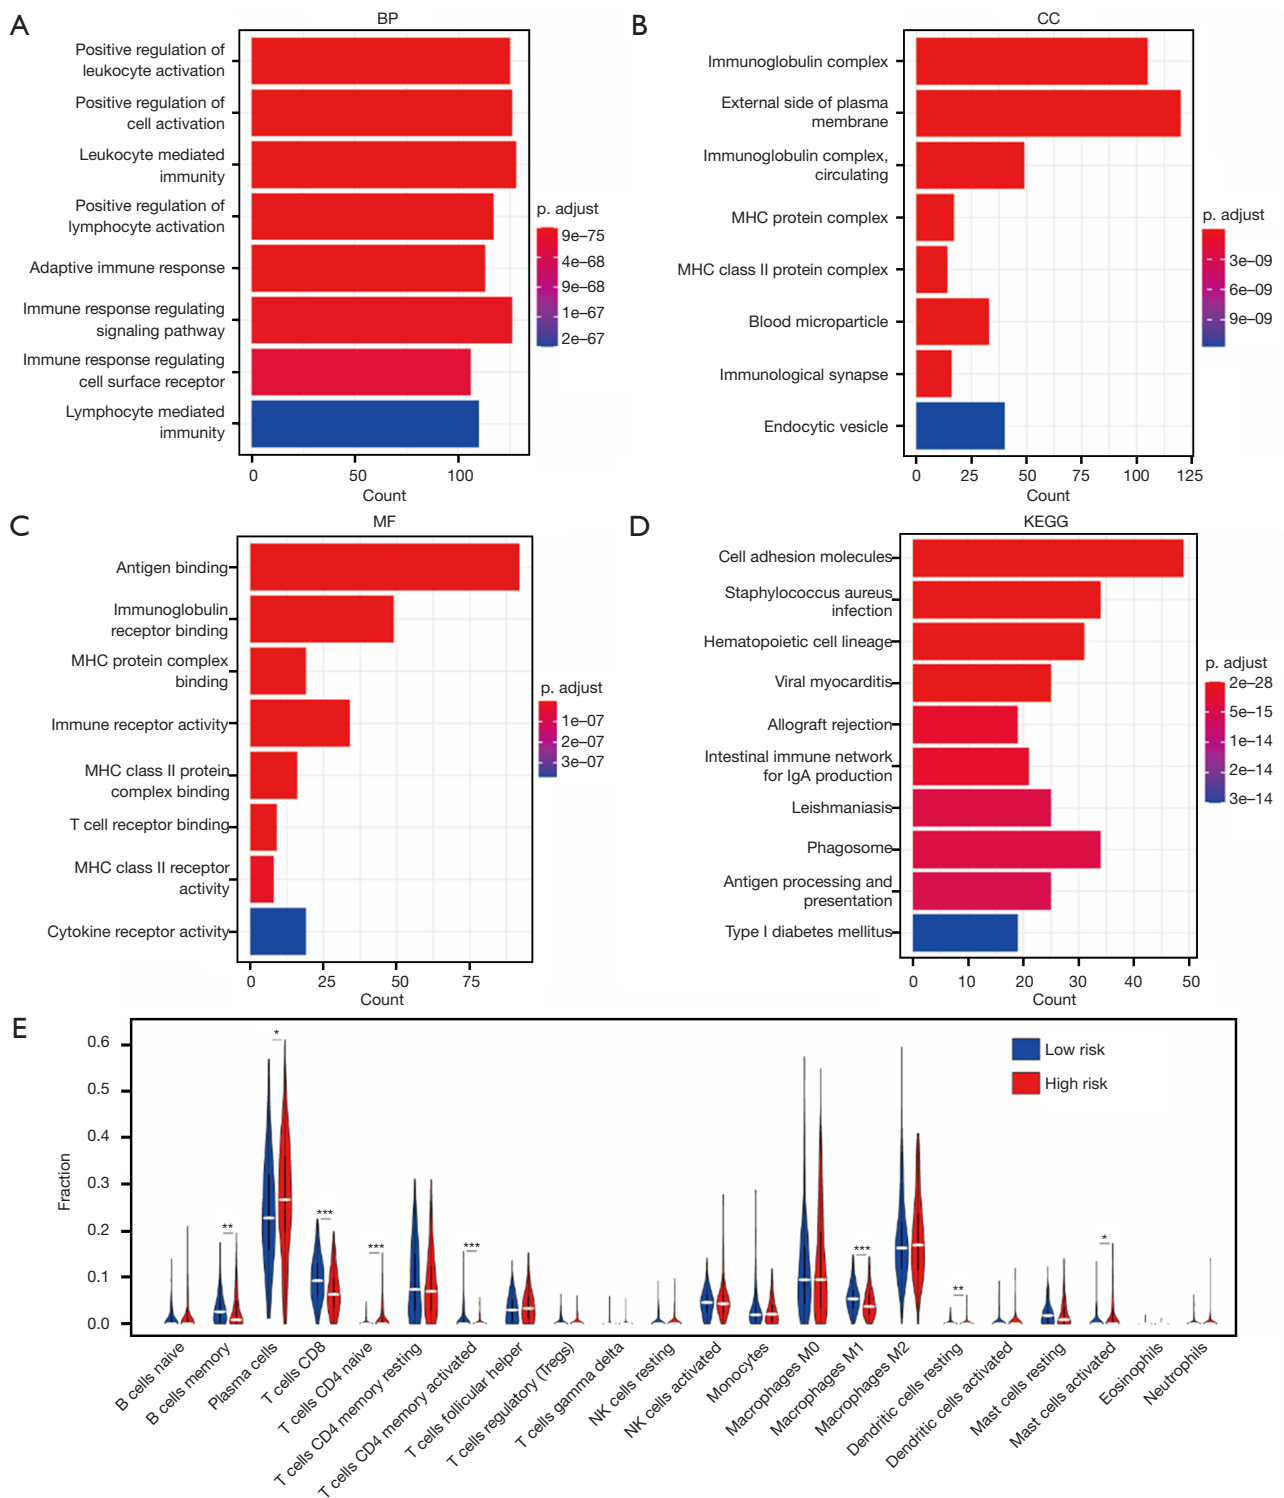 A
BP
Positive regulation of
leukocyte activation
Positive regulation of
cell activation
Leukocyte mediated
immunity
Positive regulation of
lymphocyte activation
Adaptive immune response
Immune response regulating
signaling pathway
Immune response regulating
cell surface receptor
Lymphocyte mediated
immunity
0 50 100
Count
p. adjust
9e–75
4e–68
9e–68
1e–67
2e–67
B
CC
Immunoglobulin complex
External side of plasma
membrane
Immunoglobulin complex,
circulating
MHC protein complex
MHC class II protein complex
Blood microparticle
Immunological synapse
Endocytic vesicle
0 25 50 75 100 125
Count
p. adjust
3e–09
6e–09
9e–09
C
MF
Antigen binding
Immunoglobulin
receptor binding
MHC protein complex
binding
Immune receptor activity
MHC class II protein
complex binding
T cell receptor binding
MHC class II receptor
activity
Cytokine receptor activity
0 25 50 75
Count
p. adjust
1e–07
2e–07
3e–07
D
KEGG
Cell adhesion molecules
Staphylococcus aureus
infection
Hematopoietic cell lineage
Viral myocarditis
Allograft rejection
Intestinal immune network
for IgA production
Leishmaniasis
Phagosome
Antigen processing and
presentation
Type I diabetes mellitus
0 10 20 30 40 50
Count
p. adjust
2e–28
5e–15
1e–14
2e–14
3e–14
E
Fraction
0.6
0.5
0.4
0.3
0.2
0.1
0.0
Low risk
High risk
*
**
***
***
***
***
**
*
B cells naive
B cells memory
Plasma cells
T cells CD8
T cells CD4 naive
T cells CD4 memory resting
T cells CD4 memory activated
T cells follicular helper
T cells regulatory (Tregs)
T cells gamma delta
NK cells resting
NK cells activated
Monocytes
Macrophages M0
Macrophages M1
Macrophages M2
Dendritic cells resting
Dendritic cells activated
Mast cells resting
Mast cells activated
Eosinophils
Neutrophils